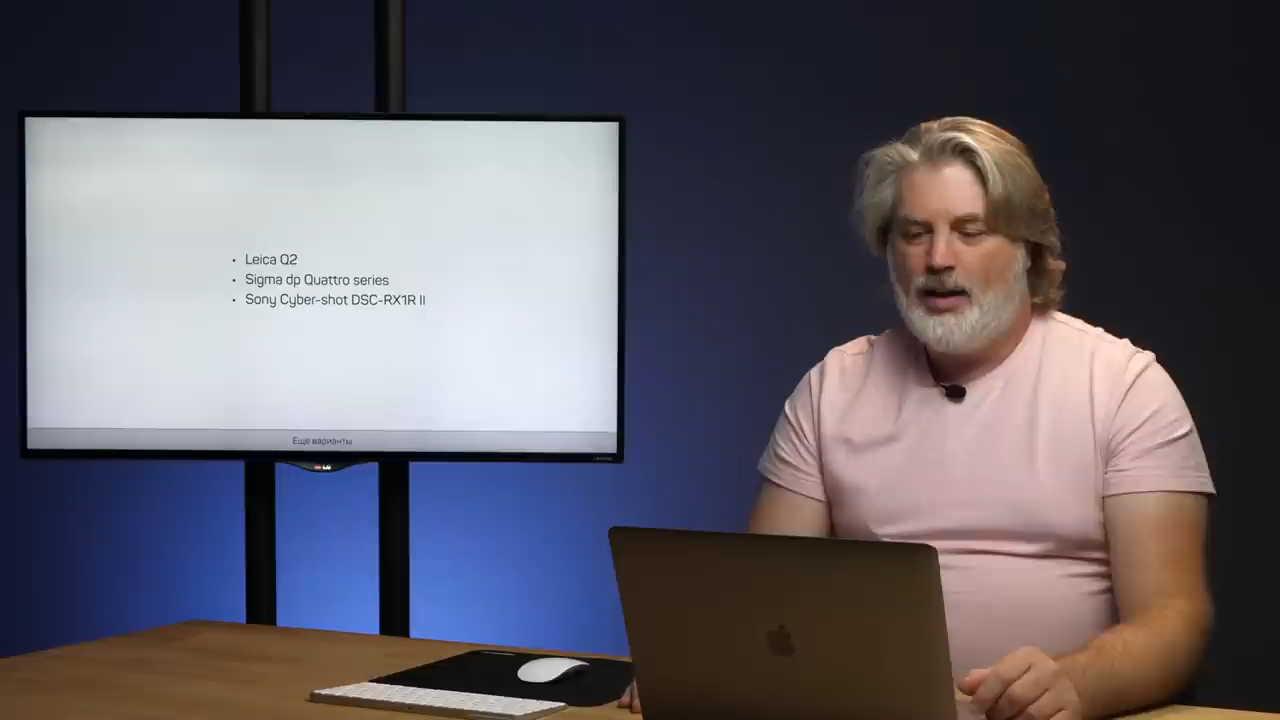 • Leica Q2
• Sigma dp Quattro series
• Sony Cyber-shot DSC-RX1R II
Еще варианты